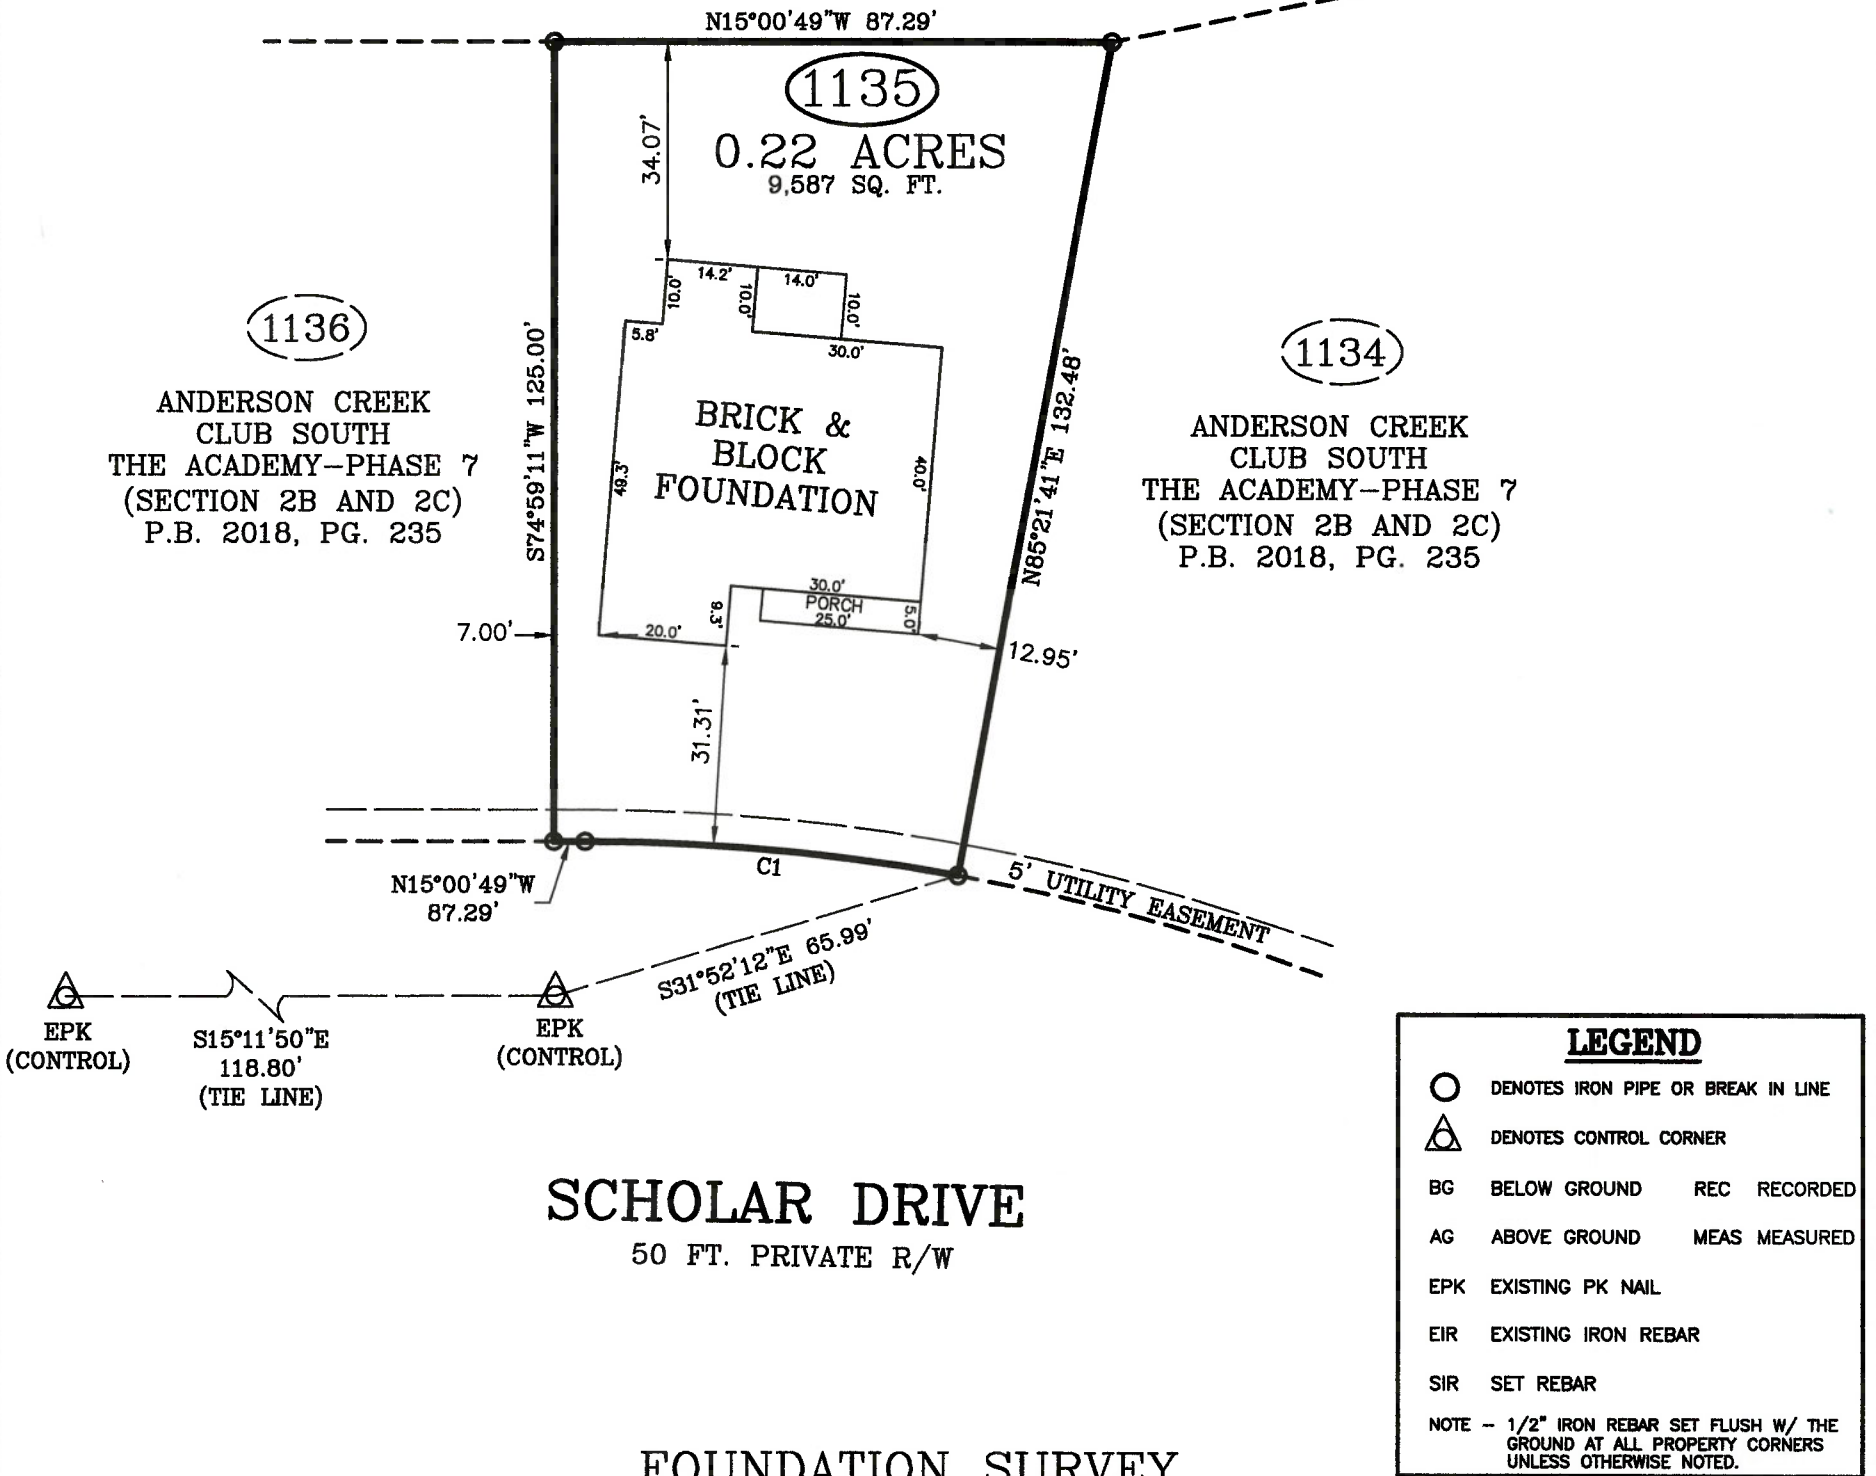 N15°00'49"W 87.29'
1135
0.22 ACRES
9,587 SQ. FT.
34.07'
14.2'
14.0'
10.0'
10.0'
10.0'
5.8'
30.0'
1136
ANDERSON CREEK
CLUB SOUTH
THE ACADEMY-PHASE 7
(SECTION 2B AND 2C)
P.B. 2018, PG. 235
S74°59'11"W 125.00'
BRICK &
BLOCK
FOUNDATION
49.3'
40.0'
N85°21'41"E 132.48'
1134
ANDERSON CREEK
CLUB SOUTH
THE ACADEMY-PHASE 7
(SECTION 2B AND 2C)
P.B. 2018, PG. 235
30.0'
PORCH
25.0'
5.0'
9.3'
20.0'
7.00'
12.95'
31.31'
C1
N15°00'49"W
87.29'
5' UTILITY EASEMENT
S31°52'12"E 65.99'
(TIE LINE)
EPK
(CONTROL)
S15°11'50"E
118.80'
(TIE LINE)
EPK
(CONTROL)
SCHOLAR DRIVE
50 FT. PRIVATE R/W
FOUNDATION SURVEY
LEGEND
DENOTES IRON PIPE OR BREAK IN LINE
DENOTES CONTROL CORNER
BG BELOW GROUND REC RECORDED
AG ABOVE GROUND MEAS MEASURED
EPK EXISTING PK NAIL
EIR EXISTING IRON REBAR
SIR SET REBAR
NOTE - 1/2" IRON REBAR SET FLUSH W/ THE
GROUND AT ALL PROPERTY CORNERS
UNLESS OTHERWISE NOTED.